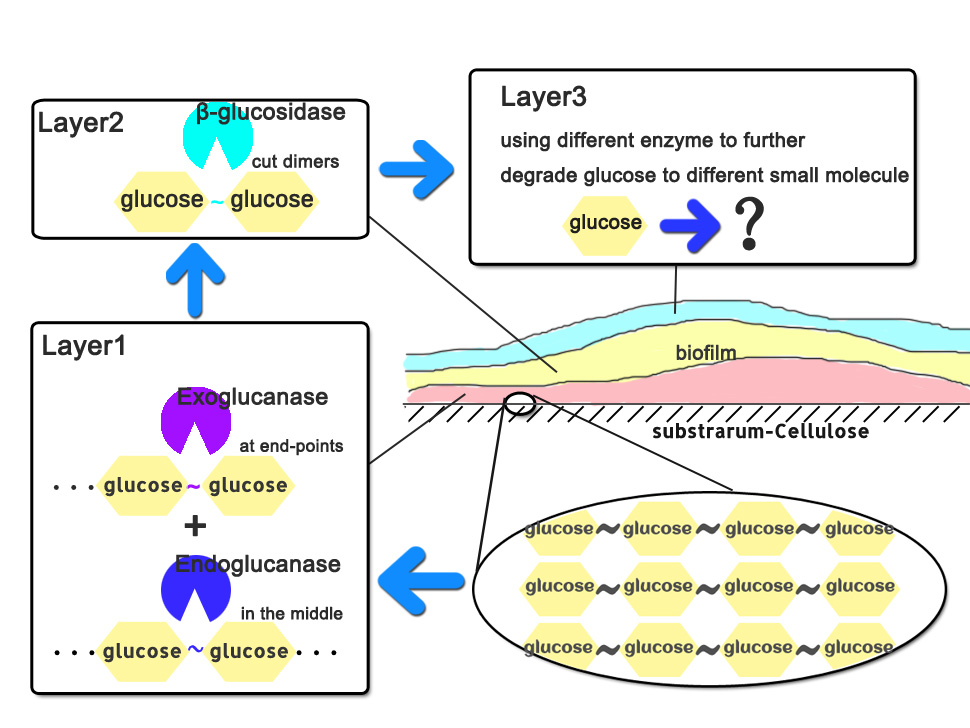 Layer2
β-glucosidase
cut dimers
glucose ~ glucose
Layer3
using different enzyme to further
degrade glucose to different small molecule
glucose ?
Layer1
Exoglucanase
at end-points
...glucose ~ glucose
+
Endoglucanase
in the middle
...glucose ~ glucose...
biofilm
substrarum-Cellulose
glucose~glucose~glucose~glucose
glucose~glucose~glucose~glucose
glucose~glucose~glucose~glucose